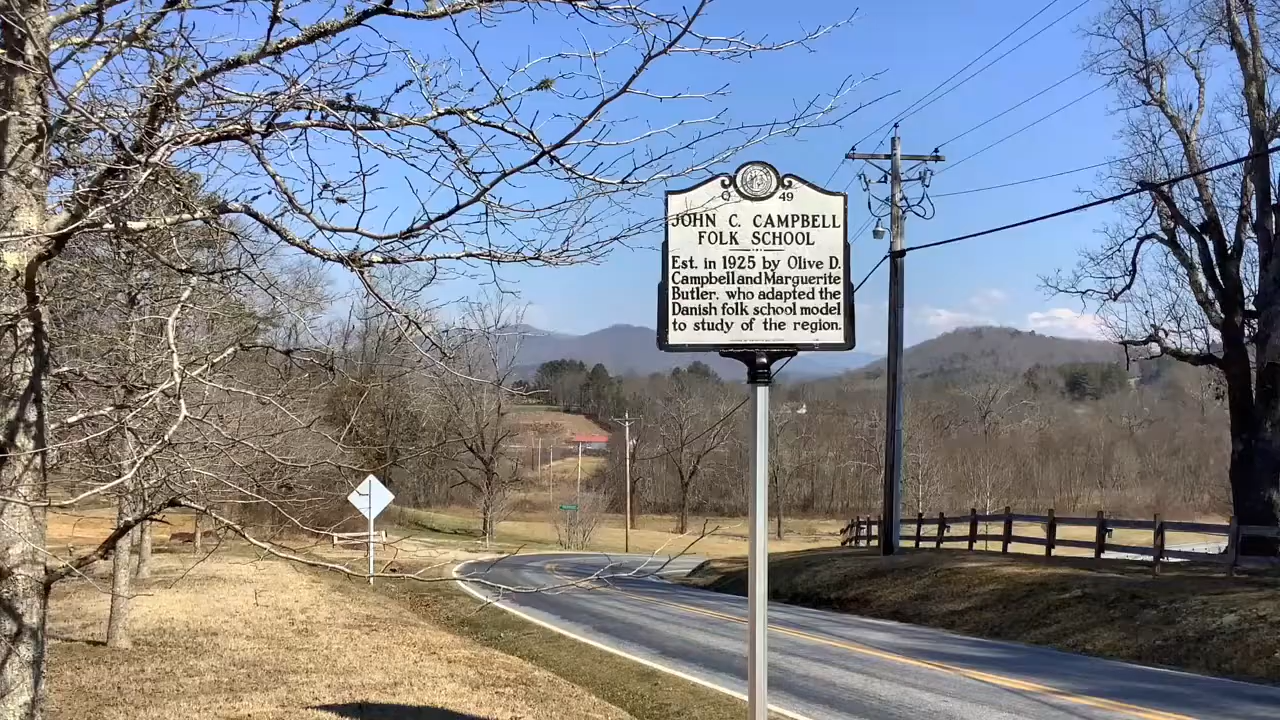 Q 49
JOHN C. CAMPBELL
FOLK SCHOOL
Est. in 1925 by Olive D.
Campbell and Marguerite
Butler, who adapted the
Danish folk school model
to study of the region.